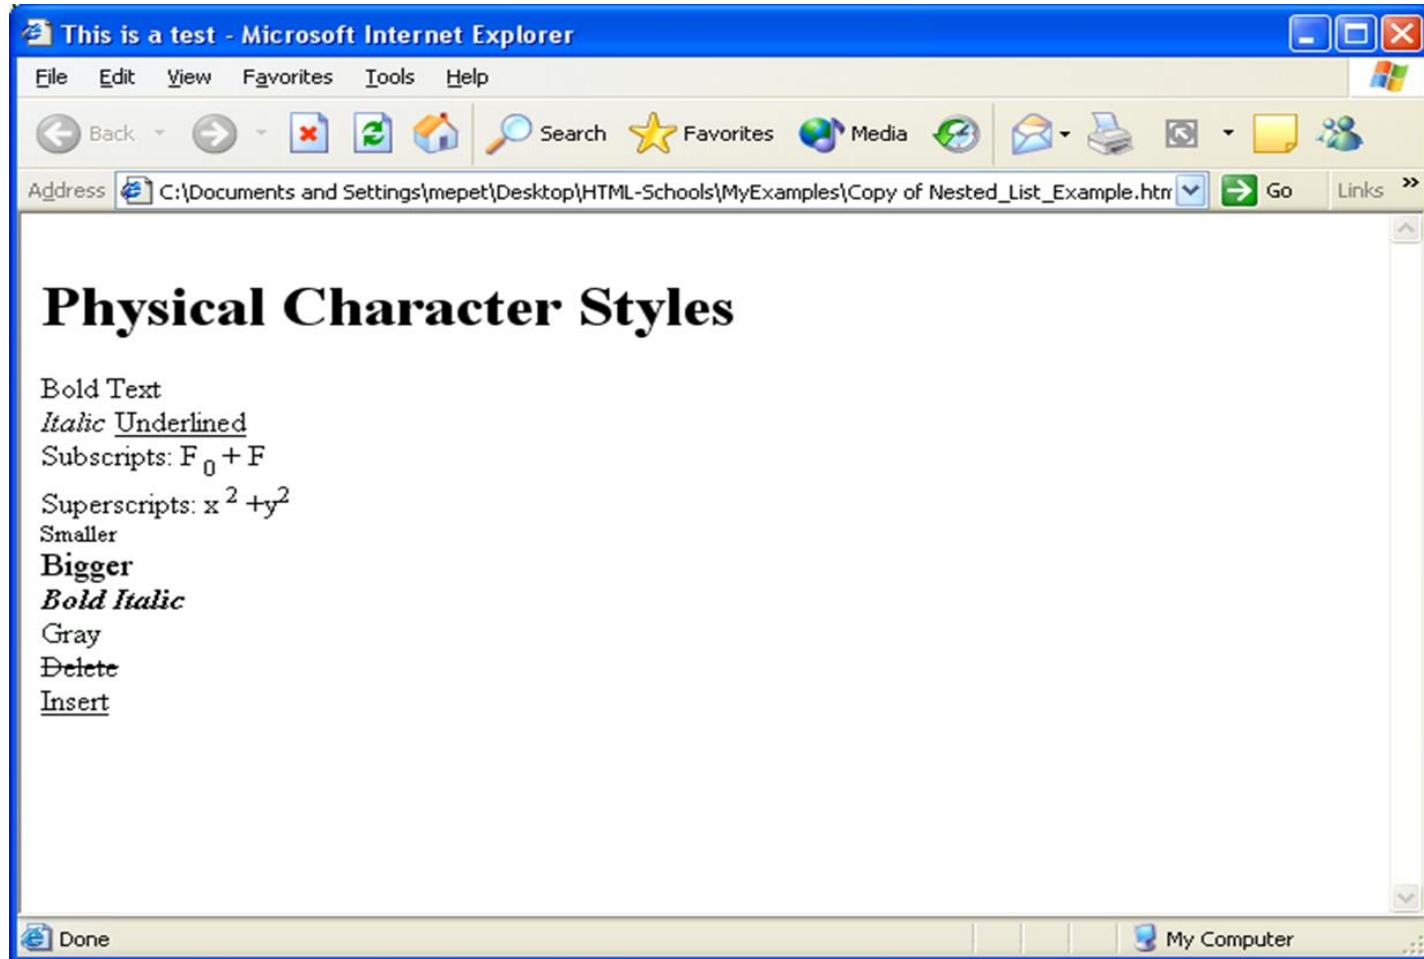 This is a test - Microsoft Internet Explorer
File Edit View Favorites Tools Help
Back Search Favorites Media
Address C:\Documents and Settings\mepet\Desktop\HTML-Schools\MyExamples\Copy of Nested_List_Example.htm Go Links »
Physical Character Styles
Bold Text
Italic Underlined
Subscripts: F 0 + F
Superscripts: x 2 +y2
Smaller
Bigger
Bold Italic
Gray
Delete
Insert
Done My Computer